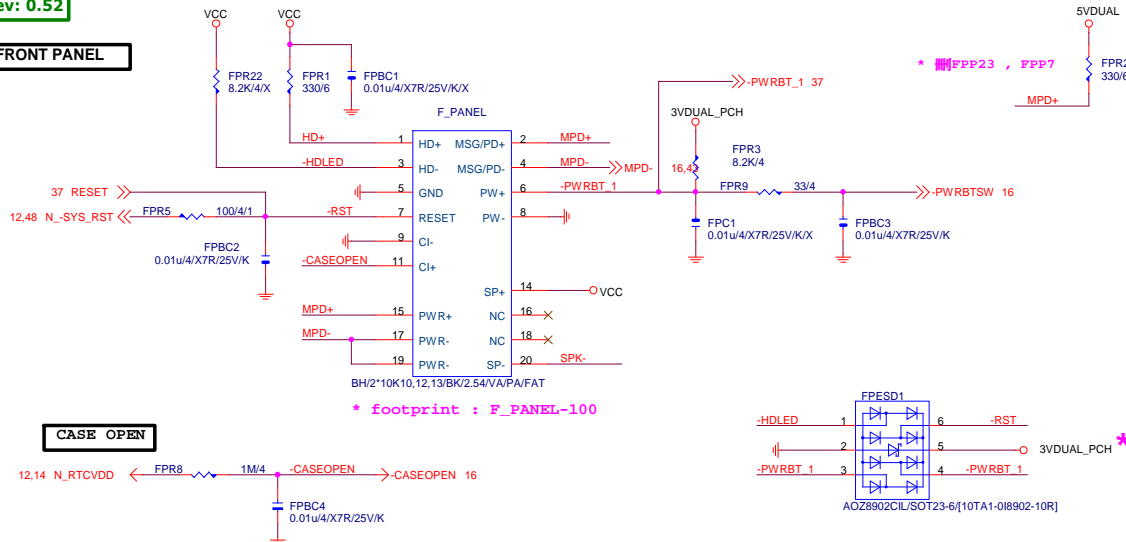 ev: 0.52
FRONT PANEL
VCC
VCC
FPR22
8.2K/4/X
FPR1
330/6
FPBC1
0.01u/4/X7R/25V/K/X
F_PANEL
HD+
-HDLED
1 HD+
3 HD-
5 GND
7 RESET
9 CI-
11 CI+
15 PWR+
17 PWR-
19 PWR-
MSG/PD+ 2
MSG/PD- 4
PW+ 6
PW- 8
SP+ 14
NC 16
NC 18
SP- 20
MPD+
MPD-
MPD-
-PWRBT_1
VCC
SPK-
37 RESET
12,48 N_-SYS_RST
FPR5
100/4/1
-RST
FPBC2
0.01u/4/X7R/25V/K
-CASEOPEN
MPD+
MPD-
BH/2*10K10,12,13/BK/2.54/VA/PA/FAT
* footprint : F_PANEL-100
-PWRBT_1 37
3VDUAL_PCH
FPR3
8.2K/4
FPR9
33/4
-PWRBTSW 16
FPC1
0.01u/4/X7R/25V/K/X
FPBC3
0.01u/4/X7R/25V/K
* 刪FPP23 , FPP7
5VDUAL
FPR2
330/6
MPD+
CASE OPEN
12,14 N_RTCVDD
FPR8
1M/4
-CASEOPEN
-CASEOPEN 16
FPBC4
0.01u/4/X7R/25V/K
FPESD1
-HDLED 1
2
-PWRBT_1 3
6 -RST
5 3VDUAL_PCH
4 -PWRBT_1
AOZ8902CIL/SOT23-6/[10TA1-0I8902-10R]
*